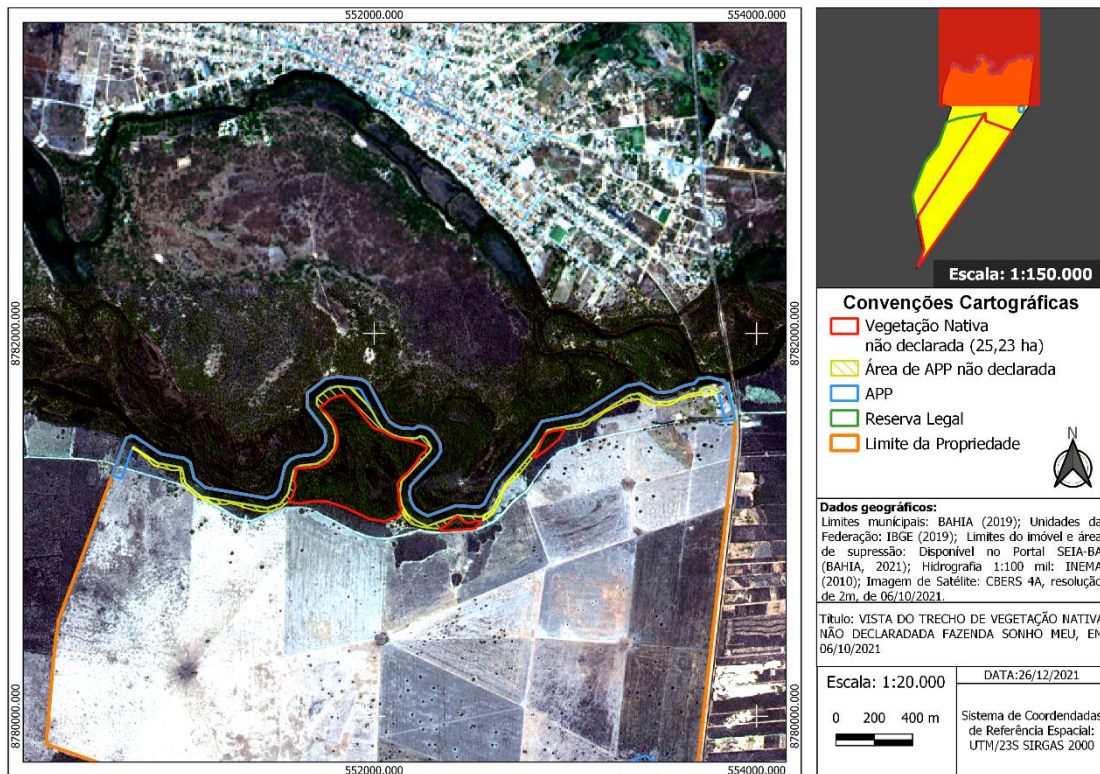 552000.000
554000.000
8782000.000
8782000.000
8780000.000
8780000.000
552000.000
554000.000
Escala: 1:150.000
Convenções Cartográficas
Vegetação Nativa
não declarada (25,23 ha)
Área de APP não declarada
APP
Reserva Legal
Limite da Propriedade
N
Dados geográficos:
Limites municipais: BAHIA (2019); Unidades da
Federação: IBGE (2019); Limites do imóvel e área
de supressão: Disponível no Portal SEIA-BA
(BAHIA, 2021); Hidrografia 1:100 mil: INEMA
(2010); Imagem de Satélite: CBERS 4A, resolução
de 2m, de 06/10/2021.
Título: VISTA DO TRECHO DE VEGETAÇÃO NATIVA
NÃO DECLARADADA FAZENDA SONHO MEU, EM
06/10/2021
Escala: 1:20.000
0 200 400 m
DATA:26/12/2021
Sistema de Coordendadas
de Referência Espacial:
UTM/23S SIRGAS 2000